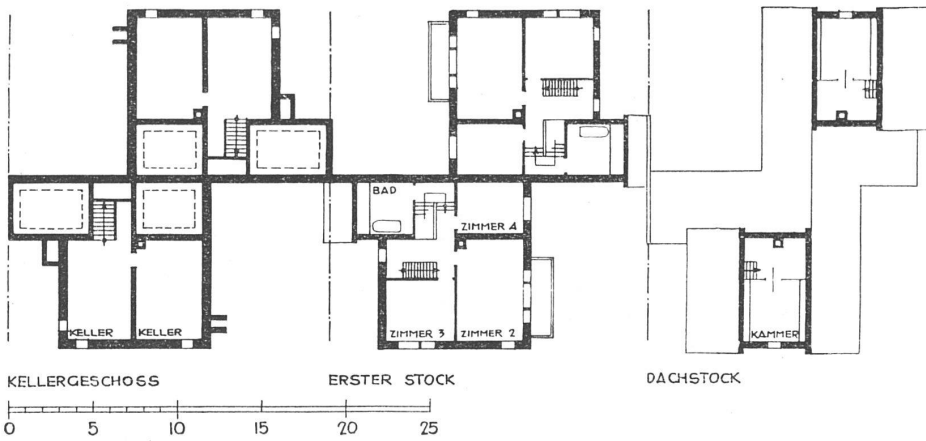 BAD
ZIMMER 4
KELLER KELLER
ZIMMER 3 ZIMMER 2
KAMMER
KELLERGESCHOSS ERSTER STOCK DACHSTOCK
0 5 10 15 20 25